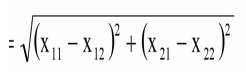 = √((x₁₁ − x₁₂)² + (x₂₁ − x₂₂)²)